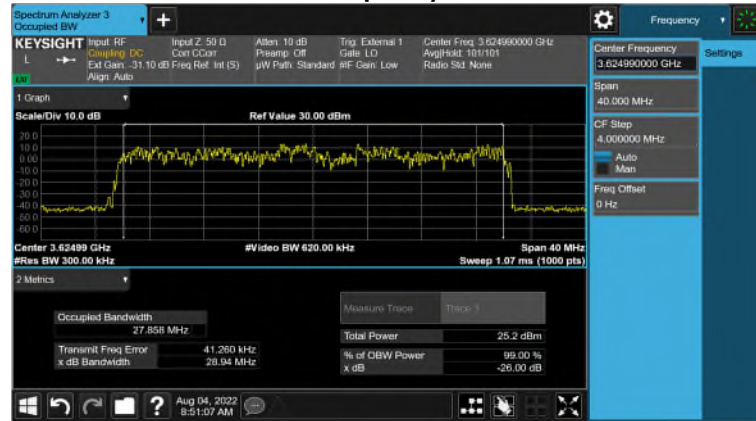 Spectrum Analyzer 3
Occupied BW
+
Frequency
KEYSIGHT
L
Input: RF
Coupling: DC
Ext Gain: -31.10 dB
Align: Auto
Input Z: 50 Ω
Corr CCorr
Freq Ref: Int (S)
Atten: 10 dB
Preamp: Off
µW Path: Standard
Trig: External 1
Gate: LO
#IF Gain: Low
Center Freq: 3.624990000 GHz
Avg|Hold: 101/101
Radio Std: None
Center Frequency
3.624990000 GHz
Settings
Span
40.000 MHz
CF Step
4.000000 MHz
Auto
Man
Freq Offset
0 Hz
1 Graph
Scale/Div 10.0 dB
Ref Value 30.00 dBm
20.0
10.0
0.00
-10.0
-20.0
-30.0
-40.0
-50.0
-60.0
Center 3.62499 GHz
#Video BW 620.00 kHz
Span 40 MHz
#Res BW 300.00 kHz
Sweep 1.07 ms (1000 pts)
2 Metrics
Occupied Bandwidth
27.858 MHz
Transmit Freq Error 41.260 kHz
x dB Bandwidth 28.94 MHz
Measure Trace Trace 3
Total Power 25.2 dBm
% of OBW Power 99.00 %
x dB -26.00 dB
?
Aug 04, 2022
8:51:07 AM